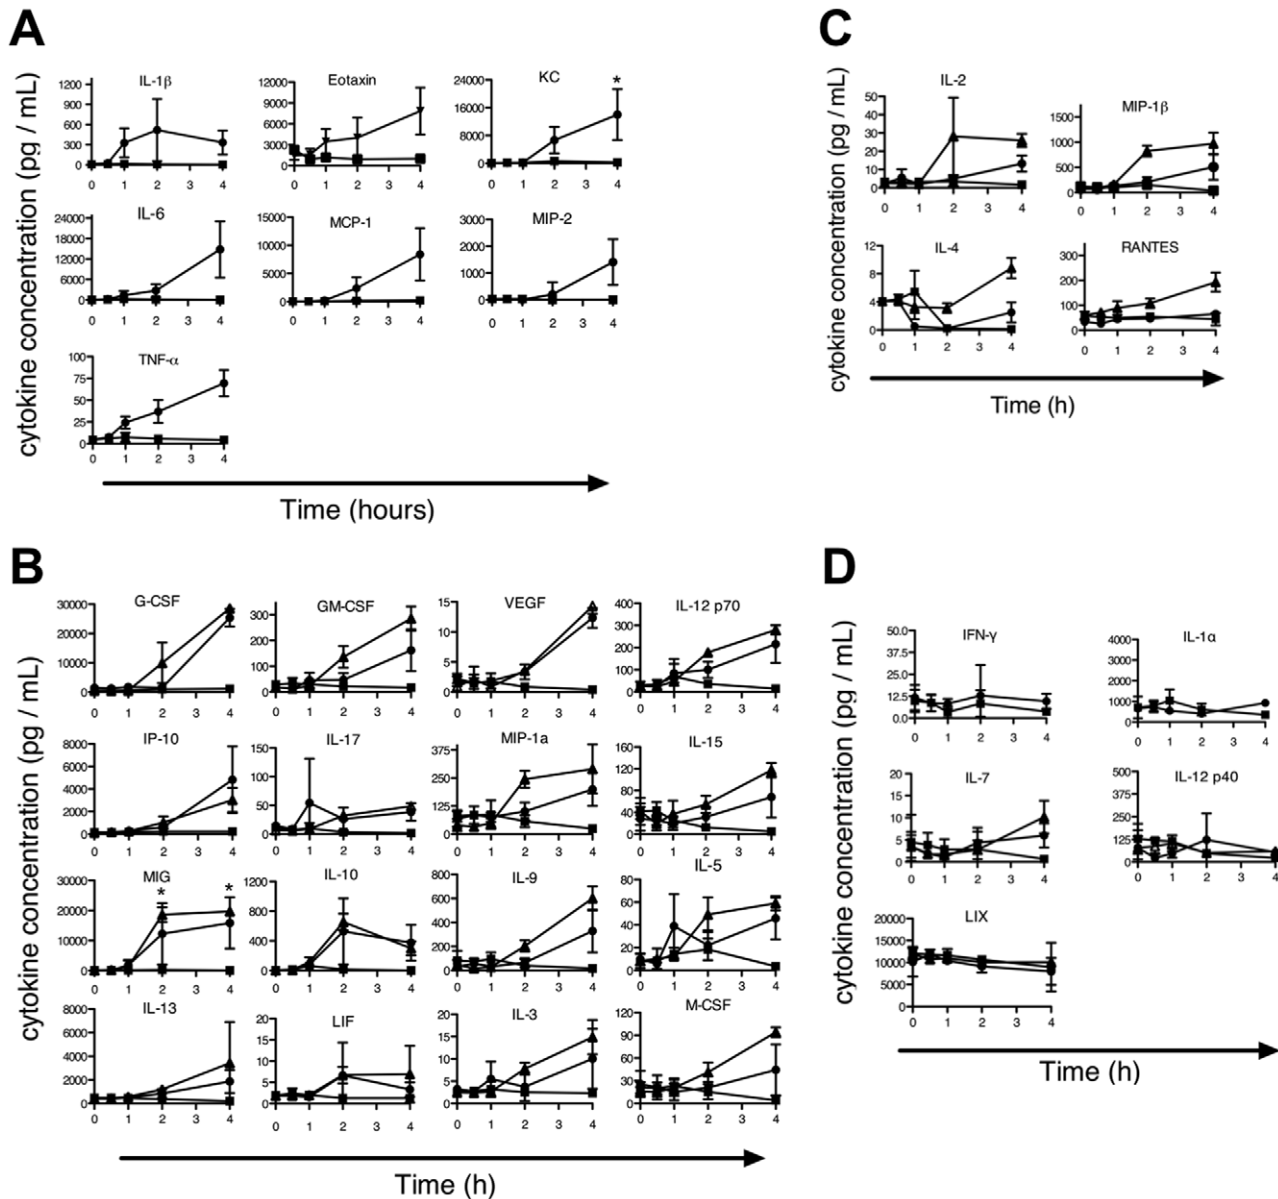 A
cytokine concentration (pg / mL)
IL-1β
1200
900
600
300
0
0 1 2 3 4
Eotaxin
12000
9000
6000
3000
0
0 1 2 3 4
KC
*
24000
16000
8000
0
0 1 2 3 4
IL-6
24000
18000
12000
6000
0
0 1 2 3 4
MCP-1
15000
10000
5000
0
0 1 2 3 4
MIP-2
3000
2000
1000
0
0 1 2 3 4
TNF-α
100
75
50
25
0
0 1 2 3 4
Time (hours)
C
cytokine concentration (pg / mL)
IL-2
50
40
30
20
10
0
0 1 2 3 4
MIP-1β
1500
1000
500
0
0 1 2 3 4
IL-4
12
8
4
0
0 1 2 3 4
RANTES
300
200
100
0
0 1 2 3 4
Time (h)
B
cytokine concentration (pg / mL)
G-CSF
30000
20000
10000
0
0 1 2 3 4
GM-CSF
300
200
100
0
0 1 2 3 4
VEGF
15
10
5
0
0 1 2 3 4
IL-12 p70
400
300
200
100
0
0 1 2 3 4
IP-10
8000
6000
4000
2000
0
0 1 2 3 4
IL-17
150
100
50
0
0 1 2 3 4
MIP-1a
375
250
125
0
0 1 2 3 4
IL-15
160
120
80
40
0
0 1 2 3 4
MIG
* *
30000
20000
10000
0
0 1 2 3 4
IL-10
1200
800
400
0
0 1 2 3 4
IL-9
800
600
400
200
0
0 1 2 3 4
IL-5
80
60
40
20
0
0 1 2 3 4
IL-13
8000
6000
4000
2000
0
0 1 2 3 4
LIF
20
15
10
5
0
0 1 2 3 4
IL-3
20
15
10
5
0
0 1 2 3 4
M-CSF
120
90
60
30
0
0 1 2 3 4
Time (h)
D
cytokine concentration (pg / mL)
IFN-γ
50.0
37.5
25.0
12.5
0.0
0 1 2 3 4
IL-1α
4000
3000
2000
1000
0
0 1 2 3 4
IL-7
20
15
10
5
0
0 1 2 3 4
IL-12 p40
500
375
250
125
0
0 1 2 3 4
LIX
20000
15000
10000
5000
0
0 1 2 3 4
Time (h)